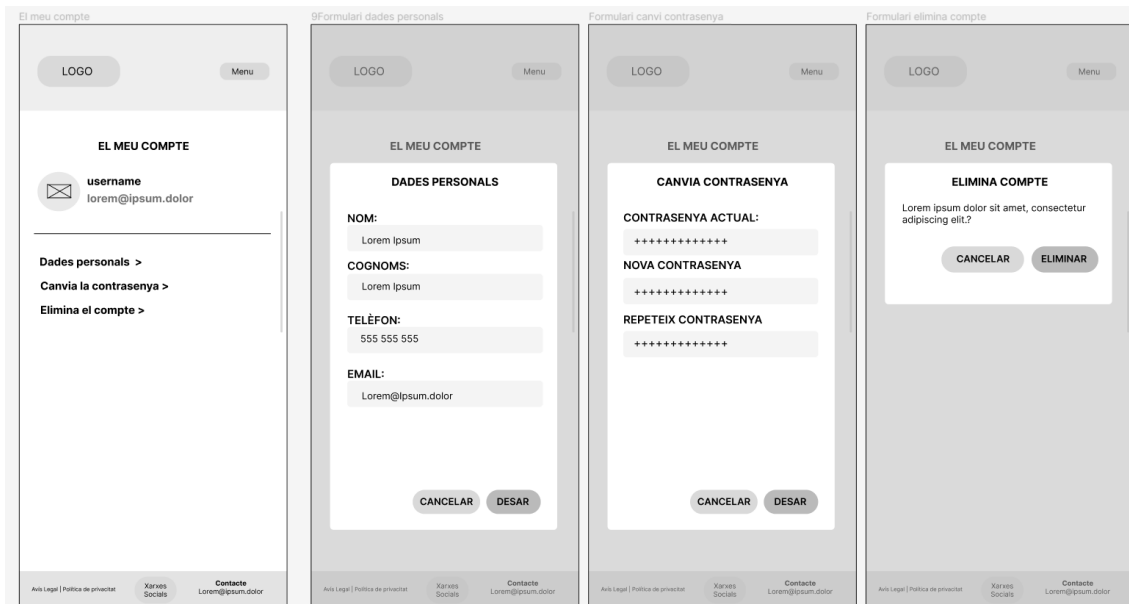 El meu compte
LOGO
Menu
EL MEU COMPTE
username
lorem@ipsum.dolor
Dades personals >
Canvia la contrasenya >
Elimina el compte >
Avís Legal | Política de privacitat
Xarxes
Socials
Contacte
Lorem@Ipsum.dolor
9Formulari dades personals
LOGO
Menu
EL MEU COMPTE
DADES PERSONALS
NOM:
Lorem Ipsum
COGNOMS:
Lorem Ipsum
TELÈFON:
555 555 555
EMAIL:
Lorem@Ipsum.dolor
CANCELAR
DESAR
Avís Legal | Política de privacitat
Xarxes
Socials
Contacte
Lorem@Ipsum.dolor
Formulari canvi contrasenya
LOGO
Menu
EL MEU COMPTE
CANVIA CONTRASENYA
CONTRASENYA ACTUAL:
+++++++++++++
NOVA CONTRASENYA
+++++++++++++
REPETEIX CONTRASENYA
+++++++++++++
CANCELAR
DESAR
Avís Legal | Política de privacitat
Xarxes
Socials
Contacte
Lorem@Ipsum.dolor
Formulari elimina compte
LOGO
Menu
EL MEU COMPTE
ELIMINA COMPTE
Lorem ipsum dolor sit amet, consectetur
adipiscing elit.?
CANCELAR
ELIMINAR
Avís Legal | Política de privacitat
Xarxes
Socials
Contacte
Lorem@Ipsum.dolor